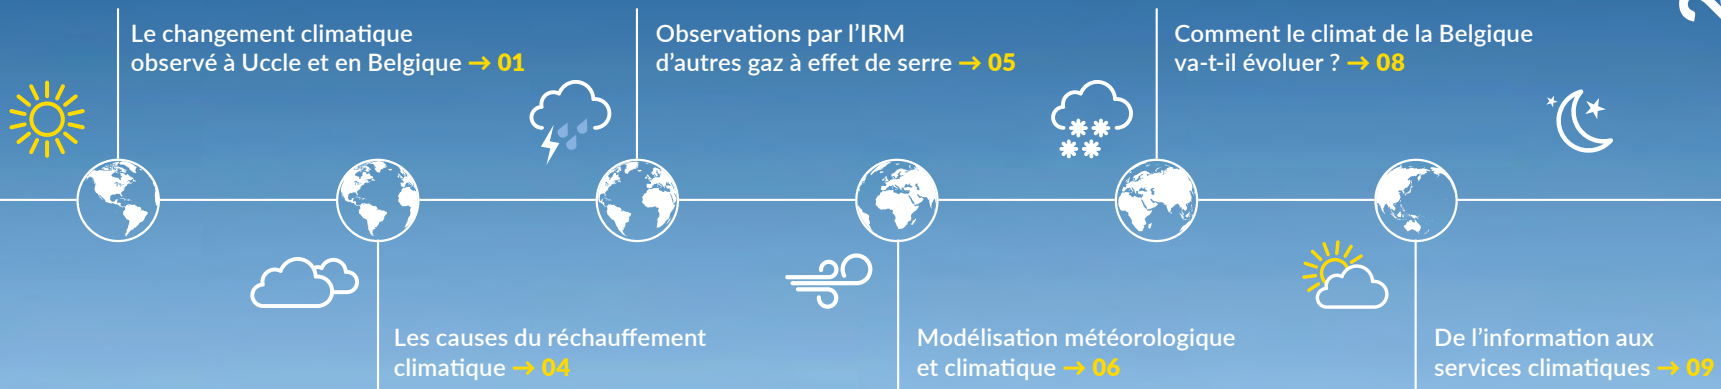 Le changement climatique
observé à Uccle et en Belgique → 01
Observations par l’IRM
d’autres gaz à effet de serre → 05
Comment le climat de la Belgique
va-t-il évoluer ? → 08
Les causes du réchauffement
climatique → 04
Modélisation météorologique
et climatique → 06
De l’information aux
services climatiques → 09